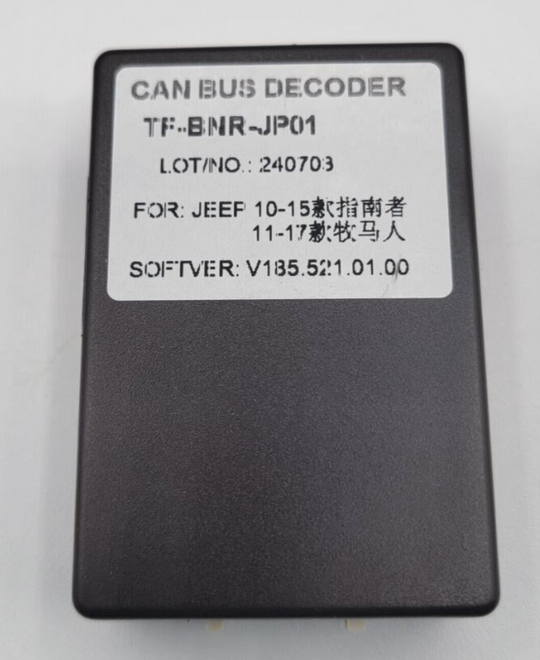 CAN BUS DECODER
TF-BNR-JP01
LOT/NO.: 240703
FOR: JEEP 10-15款指南者
11-17款牧马人
SOFTVER: V185.521.01.00